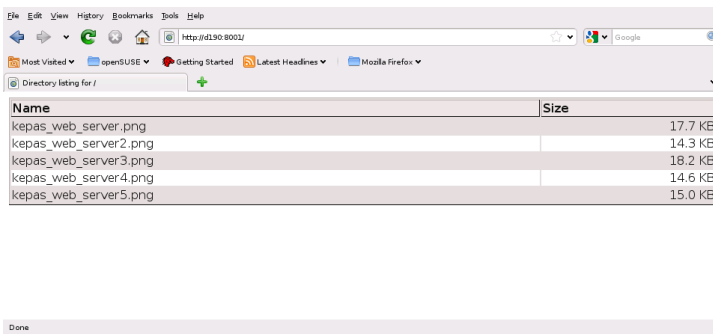 File Edit View History Bookmarks Tools Help
http://d190:8001/ Google
Most Visited openSUSE Getting Started Latest Headlines Mozilla Firefox
Directory listing for /
Name Size
kepas_web_server.png 17.7 KB
kepas_web_server2.png 14.3 KB
kepas_web_server3.png 18.2 KB
kepas_web_server4.png 14.6 KB
kepas_web_server5.png 15.0 KB
Done